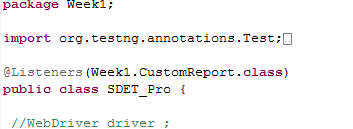 package Week1;
import org.testng.annotations.Test;
@Listeners(Week1.CustomReport.class)
public class SDET_Pro {
//WebDriver driver ;